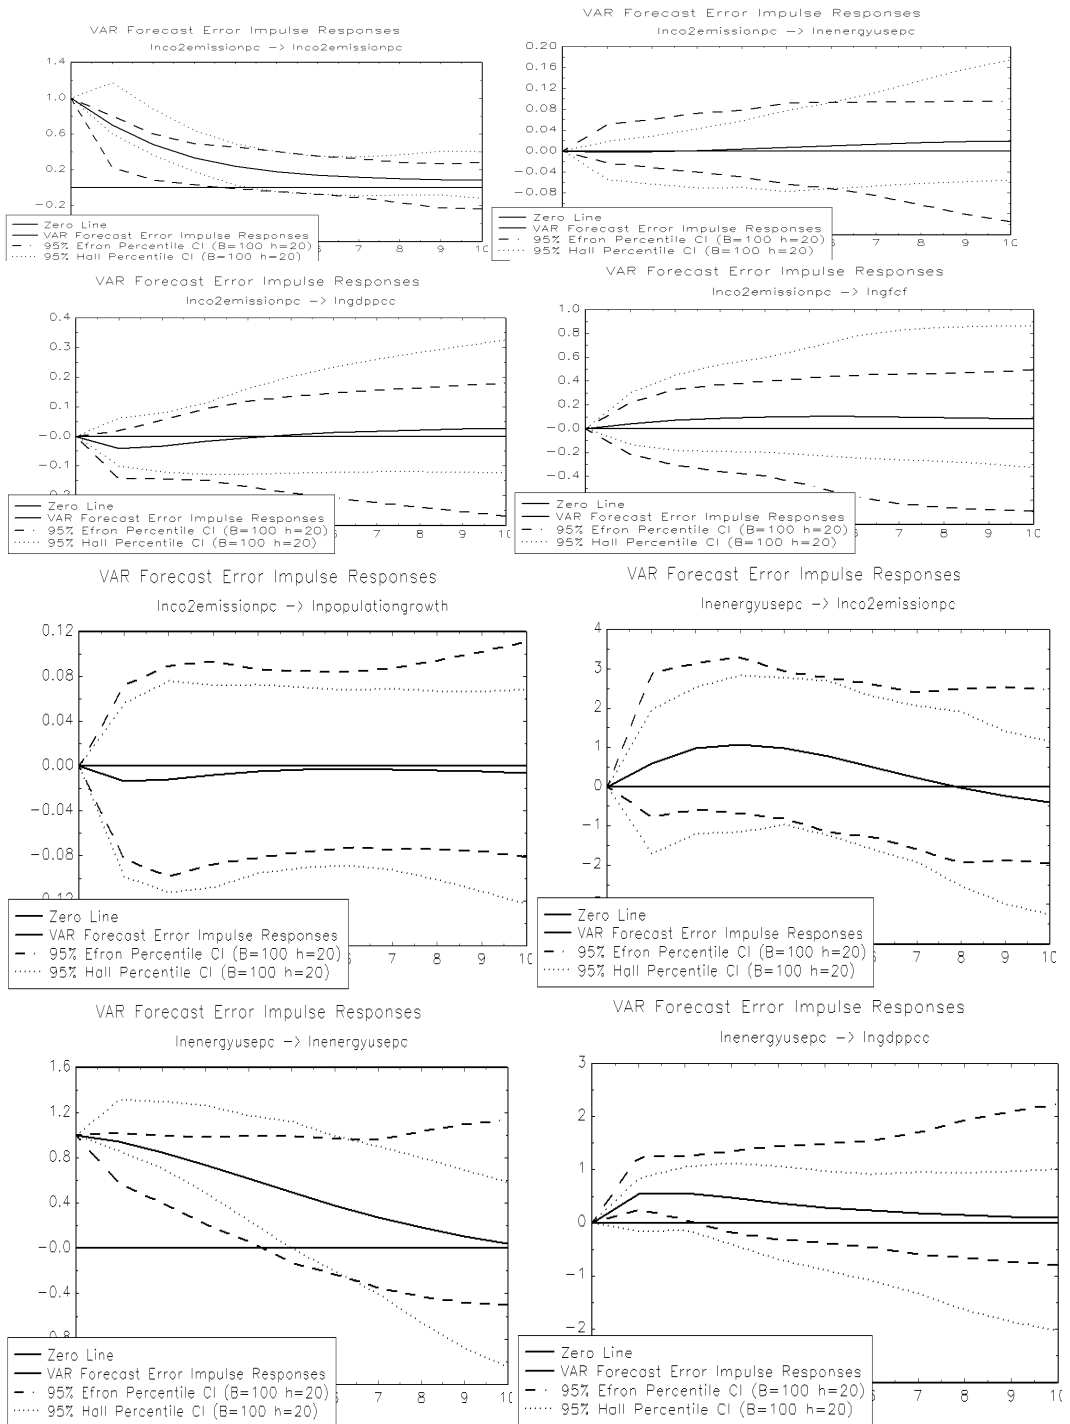 VAR Forecast Error Impulse Responses
lnco2emissionpc -> lnco2emissionpc
1.4
1.0
0.6
0.2
-0.2
Zero Line
VAR Forecast Error Impulse Responses
95% Efron Percentile CI (B=100 h=20)
95% Hall Percentile CI (B=100 h=20)
6 7 8 9 10
VAR Forecast Error Impulse Responses
lnco2emissionpc -> lnenergyusepc
0.20
0.16
0.12
0.08
0.04
0.00
-0.04
-0.08
Zero Line
VAR Forecast Error Impulse Responses
95% Efron Percentile CI (B=100 h=20)
95% Hall Percentile CI (B=100 h=20)
7 8 9 10
VAR Forecast Error Impulse Responses
lnco2emissionpc -> lngdppcc
0.4
0.3
0.2
0.1
-0.0
-0.1
Zero Line
VAR Forecast Error Impulse Responses
95% Efron Percentile CI (B=100 h=20)
95% Hall Percentile CI (B=100 h=20)
6 7 8 9 10
VAR Forecast Error Impulse Responses
lnco2emissionpc -> lngfcf
1.0
0.8
0.6
0.4
0.2
0.0
-0.4
Zero Line
VAR Forecast Error Impulse Responses
95% Efron Percentile CI (B=100 h=20)
95% Hall Percentile CI (B=100 h=20)
7 8 9 10
VAR Forecast Error Impulse Responses
lnco2emissionpc -> lnpopulationgrowth
0.12
0.08
0.04
0.00
-0.04
-0.08
Zero Line
VAR Forecast Error Impulse Responses
95% Efron Percentile CI (B=100 h=20)
95% Hall Percentile CI (B=100 h=20)
7 8 9 10
VAR Forecast Error Impulse Responses
lnenergyusepc -> lnco2emissionpc
4
3
2
1
0
-1
-2
Zero Line
VAR Forecast Error Impulse Responses
95% Efron Percentile CI (B=100 h=20)
95% Hall Percentile CI (B=100 h=20)
7 8 9 10
VAR Forecast Error Impulse Responses
lnenergyusepc -> lnenergyusepc
1.6
1.2
0.8
0.4
-0.0
-0.4
Zero Line
VAR Forecast Error Impulse Responses
95% Efron Percentile CI (B=100 h=20)
95% Hall Percentile CI (B=100 h=20)
7 8 9 10
VAR Forecast Error Impulse Responses
lnenergyusepc -> lngdppcc
3
2
1
0
-1
-2
Zero Line
VAR Forecast Error Impulse Responses
95% Efron Percentile CI (B=100 h=20)
95% Hall Percentile CI (B=100 h=20)
7 8 9 10